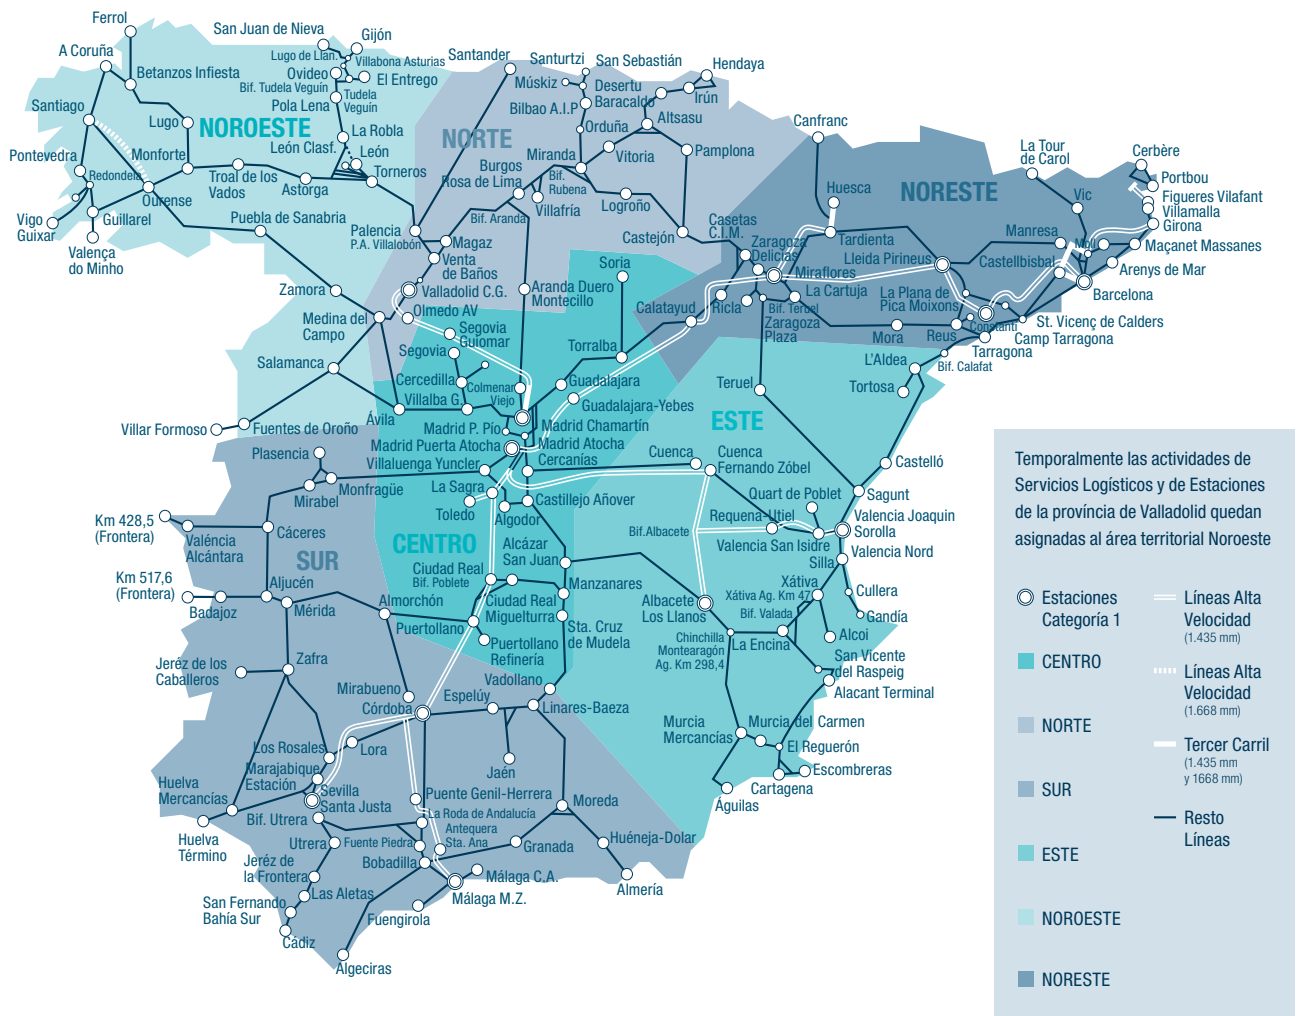 Ferrol
A Coruña
Betanzos Infiesta
Santiago
Lugo
NOROESTE
Pontevedra
Redondela
Monforte
Ourense
Guillarel
Vigo
Guixar
Valença
do Minho
San Juan de Nieva
Gijón
Lugo de Llan.
Villabona Asturias
Ovideo
El Entrego
Bif. Tudela Veguín
Tudela
Veguín
Pola Lena
La Robla
León Clasf.
León
Torneros
Troal de los
Vados
Astorga
Puebla de Sanabria
Palencia
P.A. Villalobón
Santander
NORTE
Santurtzi
San Sebastián
Hendaya
Múskiz
Desertu
Baracaldo
Irún
Bilbao A.I.P
Altsasu
Orduña
Miranda
Vitoria
Pamplona
Burgos
Rosa de Lima
Bif.
Rubena
Villafría
Logroño
Bif. Aranda
Castejón
Magaz
Venta
de Baños
Valladolid C.G.
Olmedo AV
Aranda Duero
Montecillo
Soria
Zamora
Medina del
Campo
Segovia
Guiomar
Segovia
Salamanca
Cercedilla
Colmenar
Viejo
Villalba G.
Ávila
Villar Formoso
Fuentes de Oroño
Torralba
Guadalajara
Guadalajara-Yebes
Calatayud
Madrid P. Pío
Madrid Chamartín
Madrid Puerta Atocha
Madrid Atocha
Cercanías
Villaluenga Yuncler
La Sagra
Toledo
Algodor
Castillejo Añover
CENTRO
Alcázar
San Juan
Ciudad Real
Bif. Poblete
Ciudad Real
Miguelturra
Manzanares
Puertollano
Puertollano
Refinería
Sta. Cruz
de Mudela
Vadollano
Canfranc
Huesca
NORESTE
Casetas
C.I.M.
Zaragoza
Delicias
Tardienta
Lleida Pirineus
Miraflores
La Cartuja
Ricla
Bif. Teruel
Zaragoza
Plaza
La Tour
de Carol
Cerbère
Portbou
Figueres Vilafant
Villamalla
Girona
Vic
Manresa
Moll
Maçanet Massanes
Castellbisbal
Arenys de Mar
Barcelona
La Plana de
Pica Moixons
Constantí
St. Vicenç de Calders
Camp Tarragona
Mora
Reus
Tarragona
L'Aldea
Bif. Calafat
Tortosa
Teruel
ESTE
Cuenca
Cuenca
Fernando Zóbel
Castelló
Quart de Poblet
Sagunt
Requena-Utiel
Valencia Joaquin
Sorolla
Bif.Albacete
Valencia San Isidre
Valencia Nord
Silla
Xátiva
Xátiva Ag. Km 47
Cullera
Bif. Valada
Gandía
Albacete
Los Llanos
Chinchilla
Montearagón
Ag. Km 298,4
La Encina
Alcoi
San Vicente
del Raspeig
Alacant Terminal
Murcia
Mercancías
Murcia del Carmen
El Reguerón
Escombreras
Cartagena
Águilas
Plasencia
Monfragüe
Mirabel
Km 428,5
(Frontera)
Valéncia
Alcántara
Cáceres
SUR
Km 517,6
(Frontera)
Aljucén
Badajoz
Mérida
Almorchón
Zafra
Jeréz de los
Caballeros
Mirabueno
Córdoba
Espelúy
Linares-Baeza
Jaén
Los Rosales
Lora
Marajabique
Estación
Sevilla
Santa Justa
Huelva
Mercancías
Huelva
Término
Bif. Utrera
Utrera
Puente Genil-Herrera
La Roda de Andalucía
Antequera
Sta. Ana
Fuente Piedra
Bobadilla
Granada
Moreda
Huéneja-Dolar
Almería
Málaga C.A.
Málaga M.Z.
Fuengirola
Jeréz de
la Frontera
Las Aletas
San Fernando
Bahía Sur
Cádiz
Algeciras
Temporalmente las actividades de
Servicios Logísticos y de Estaciones
de la província de Valladolid quedan
asignadas al área territorial Noroeste
Estaciones
Categoría 1
CENTRO
NORTE
SUR
ESTE
NOROESTE
NORESTE
Líneas Alta
Velocidad
(1.435 mm)
Líneas Alta
Velocidad
(1.668 mm)
Tercer Carril
(1.435 mm
y 1668 mm)
Resto
Líneas